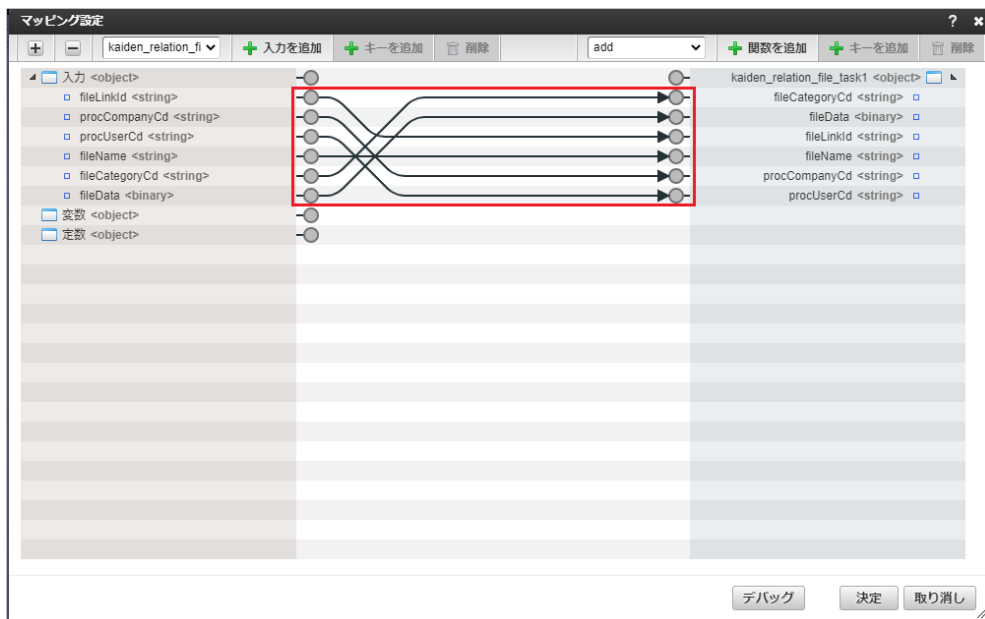 マッピング設定 ? ×
+ - kaiden_relation_fi 入力を追加 キーを追加 削除 add 関数を追加 キーを追加 削除
入力 <object> kaiden_relation_file_task1 <object>
fileLinkId <string> fileCategoryCd <string>
procCompanyCd <string> fileData <binary>
procUserCd <string> fileLinkId <string>
fileName <string> fileName <string>
fileCategoryCd <string> procCompanyCd <string>
fileData <binary> procUserCd <string>
変数 <object>
定数 <object>
デバッグ 決定 取り消し